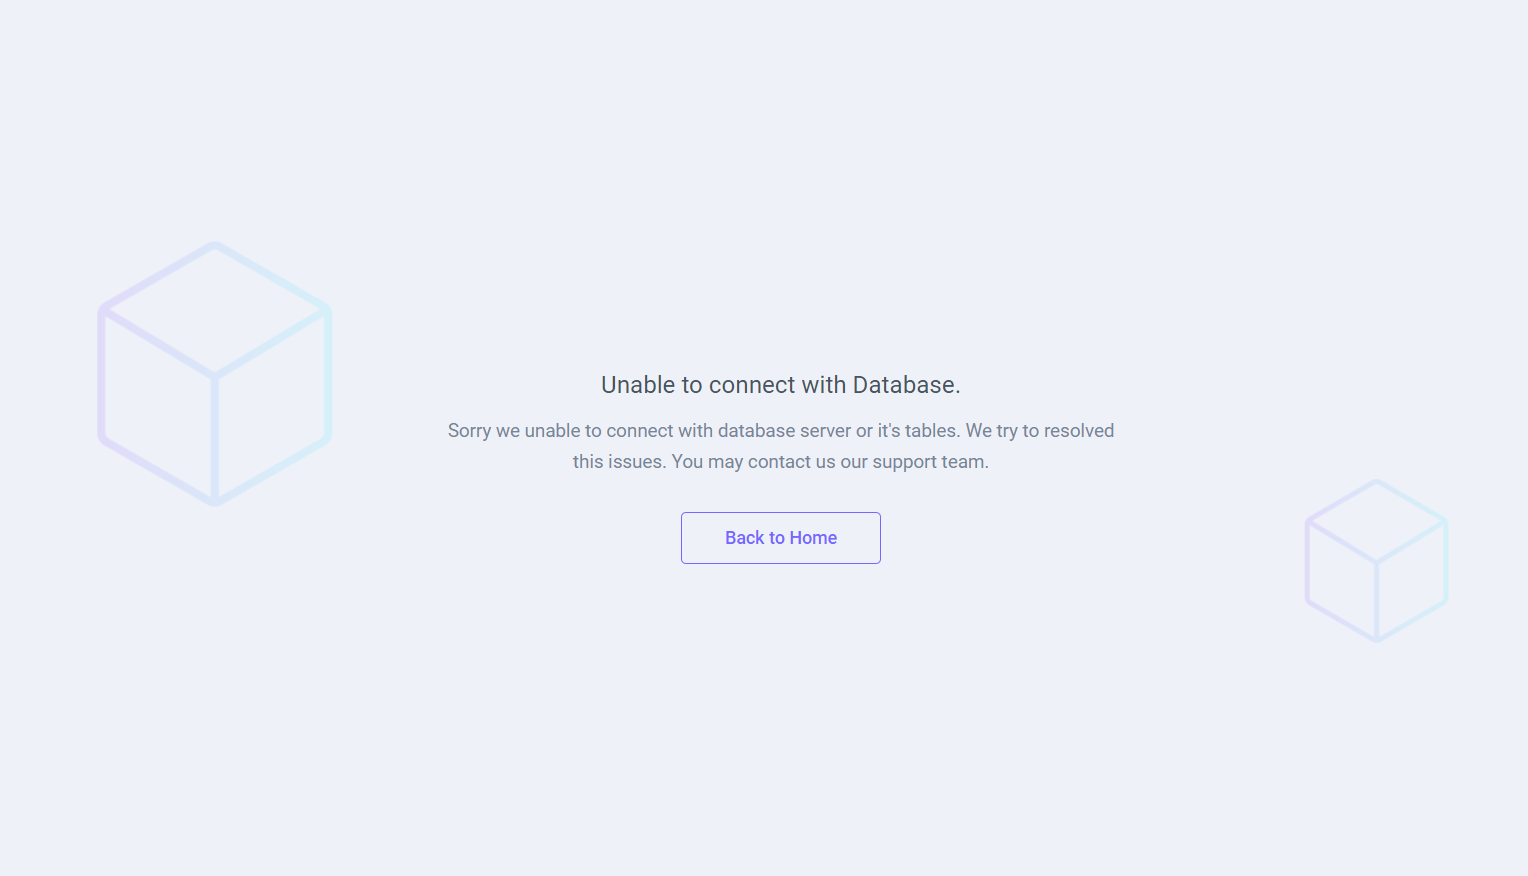 Unable to connect with Database.
Sorry we unable to connect with database server or it's tables. We try to resolved
this issues. You may contact us our support team.
Back to Home